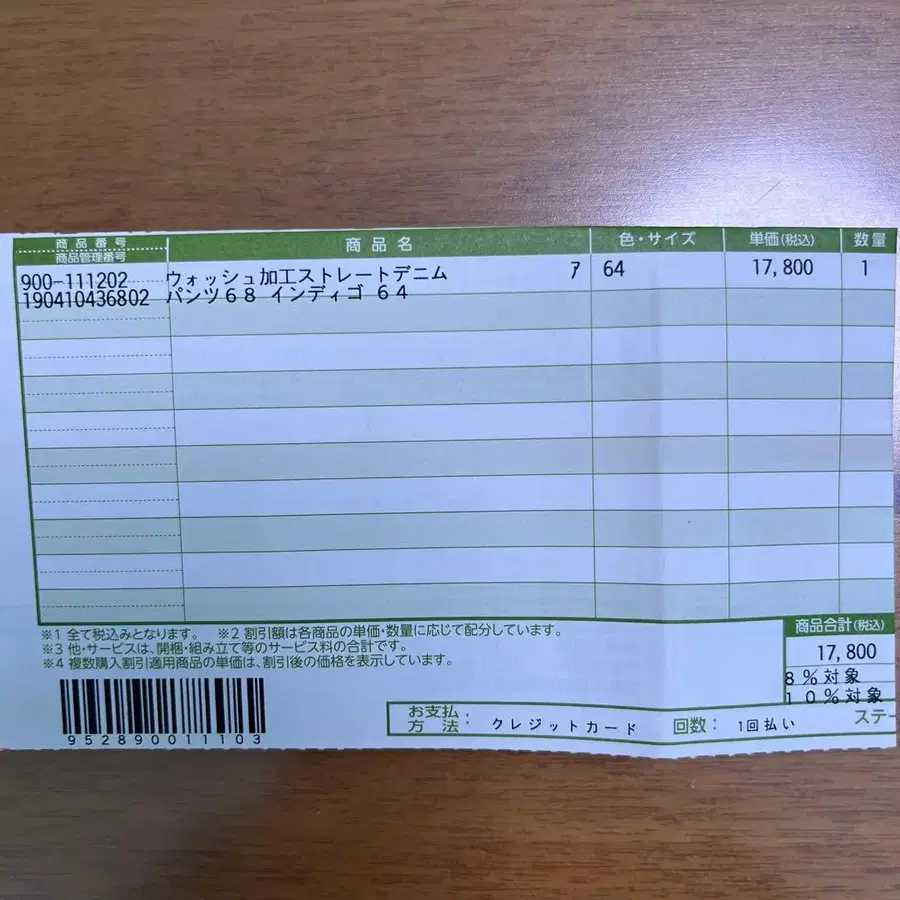 商品番号
商品管理番号
商品名
色・サイズ
単価(税込)
数量
900-111202 ウォッシュ加工ストレートデニム ア 64 17,800 1
190410436802 パンツ68 インディゴ 64
※1 全て税込みとなります。 ※2 割引額は各商品の単価・数量に応じて配分しています。
※3 他・サービスは、開梱・組み立て等のサービス料の合計です。
※4 複数購入割引適用商品の単価は、割引後の価格を表示しています。
商品合計(税込)
17,800
8%対象
10%対象
952890011103
お支払方法: クレジットカード 回数: 1回払い
ステー